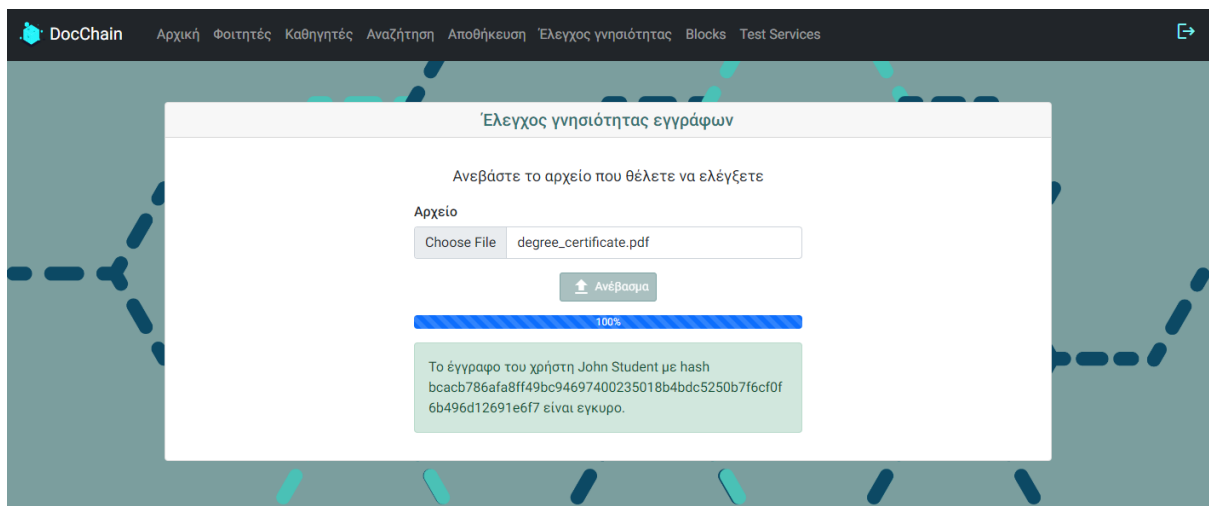 DocChain Αρχική Φοιτητές Καθηγητές Αναζήτηση Αποθήκευση Έλεγχος γνησιότητας Blocks Test Services
Έλεγχος γνησιότητας εγγράφων
Ανεβάστε το αρχείο που θέλετε να ελέγξετε
Αρχείο
Choose File degree_certificate.pdf
Ανέβασμα
100%
Το έγγραφο του χρήστη John Student με hash
bcacb786afa8ff49bc94697400235018b4bdc5250b7f6cf0f
6b496d12691e6f7 είναι εγκυρο.